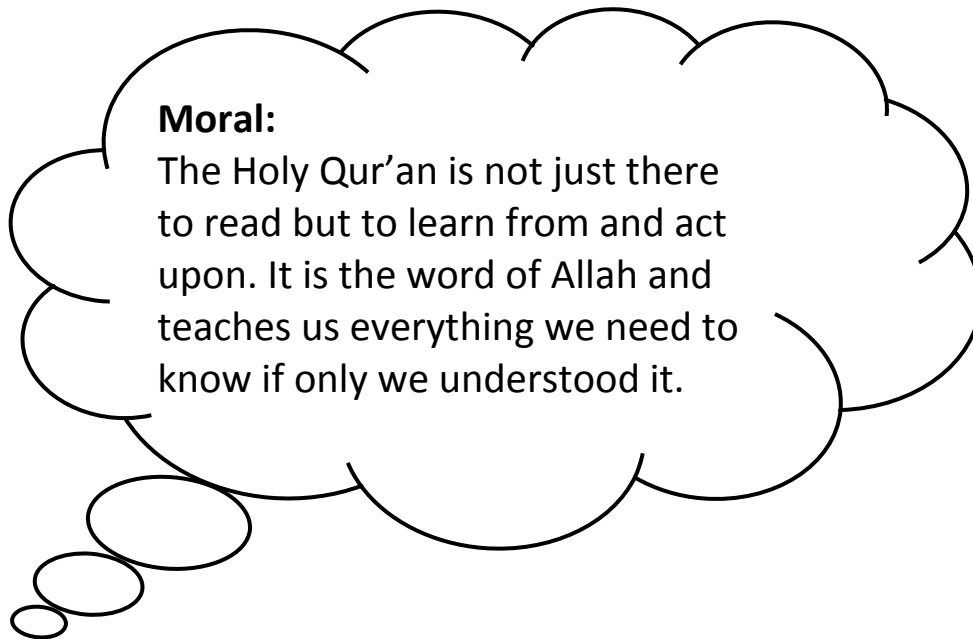 Moral:
The Holy Qur’an is not just there
to read but to learn from and act
upon. It is the word of Allah and
teaches us everything we need to
know if only we understood it.